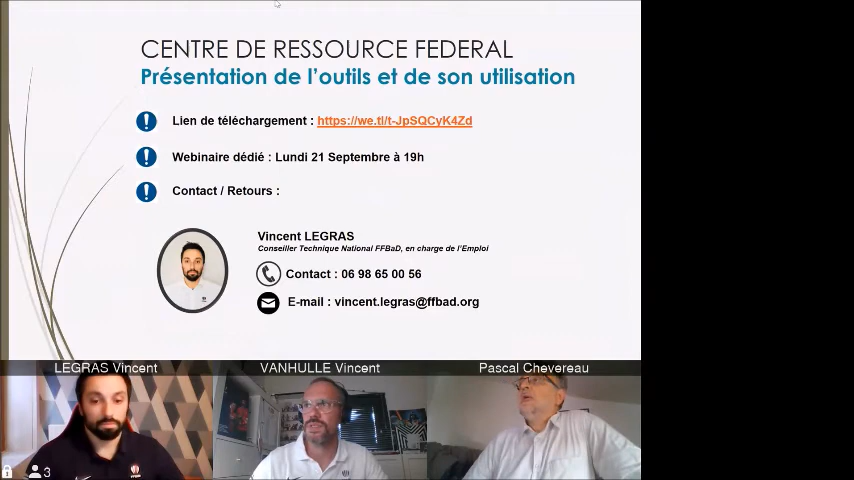 CENTRE DE RESSOURCE FEDERAL
Présentation de l'outils et de son utilisation
Lien de téléchargement : https://we.tl/t-JpSQCyK4Zd
Webinaire dédié : Lundi 21 Septembre à 19h
Contact / Retours :
Vincent LEGRAS
Conseiller Technique National FFBaD, en charge de l'Emploi
Contact : 06 98 65 00 56
E-mail : vincent.legras@ffbad.org
LEGRAS Vincent
VANHULLE Vincent
Pascal Chevereau
3